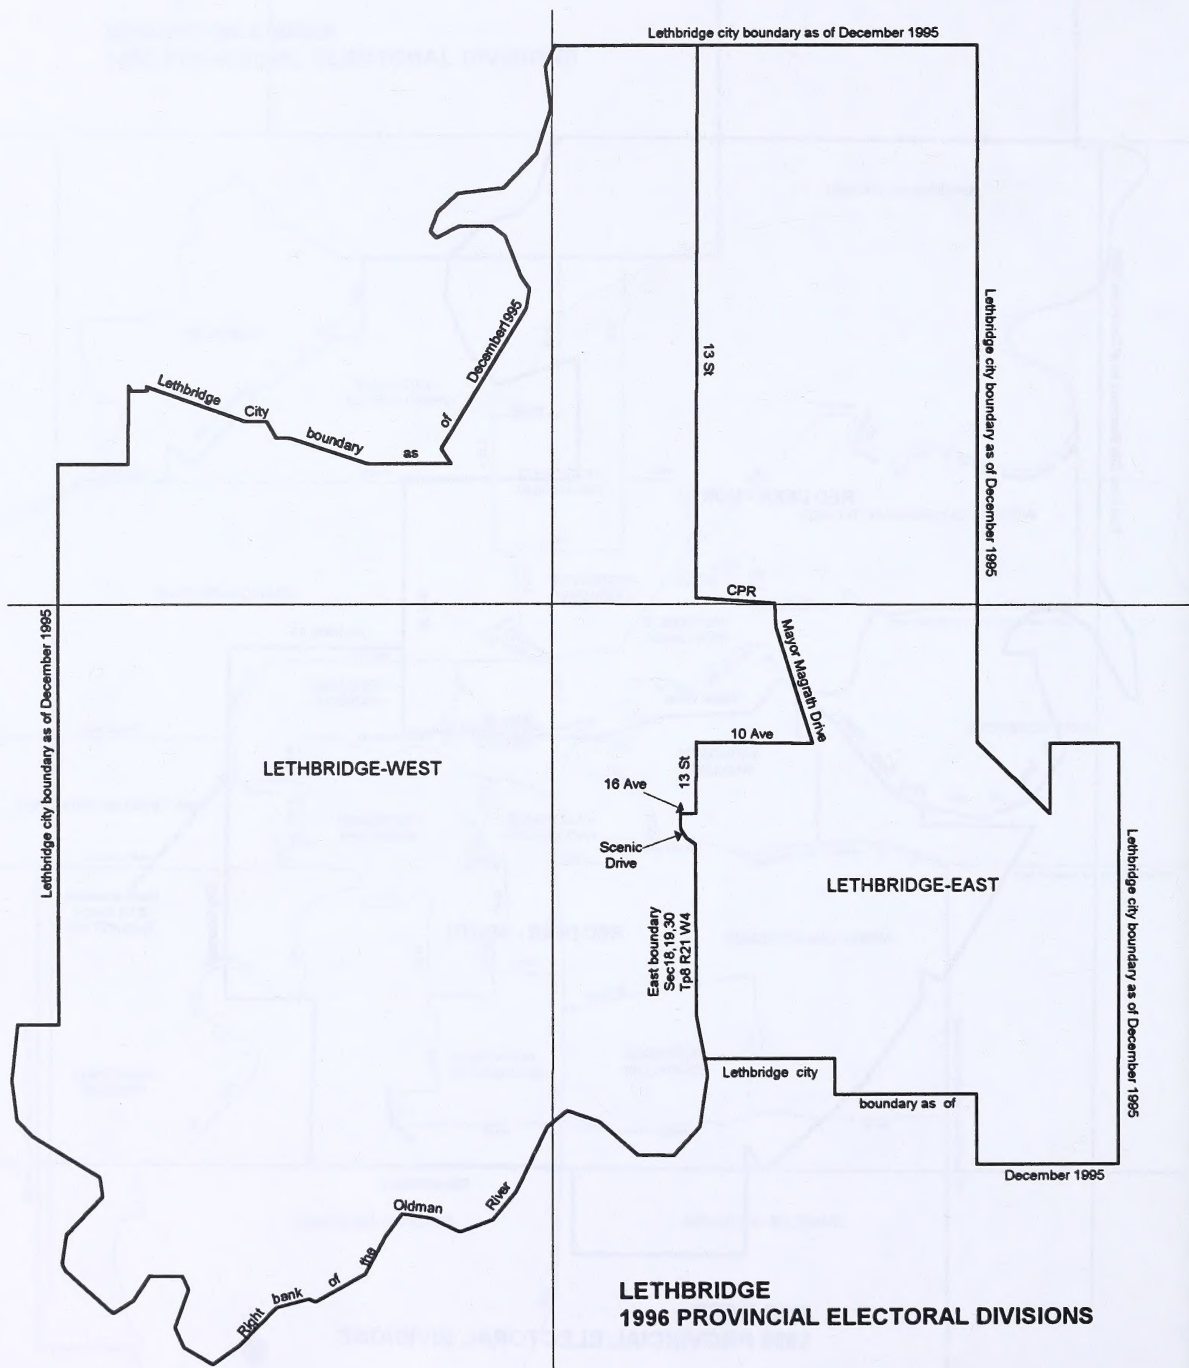 Lethbridge city boundary as of December 1995
Lethbridge City boundary as of December1995
13 St
Lethbridge city boundary as of December 1995
CPR
Mayor Magrath Drive
10 Ave
Lethbridge city boundary as of December 1995
LETHBRIDGE-WEST
13 St
16 Ave
Scenic
Drive
LETHBRIDGE-EAST
East boundary
Sec18,19,30
Tp8 R21 W4
Lethbridge city boundary as of December 1995
Lethbridge city
boundary as of
December 1995
Right bank of the Oldman River
LETHBRIDGE
1996 PROVINCIAL ELECTORAL DIVISIONS